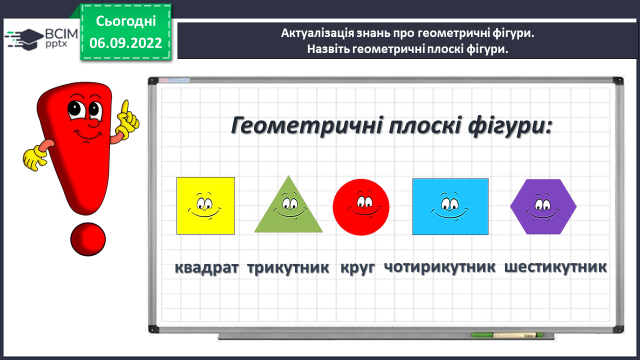 Сьогодні
06.09.2022
BCIM
pptx
Актуалізація знань про геометричні фігури.
Назвіть геометричні плоскі фігури.
Геометричні плоскі фігури:
квадрат трикутник круг чотирикутник шестикутник